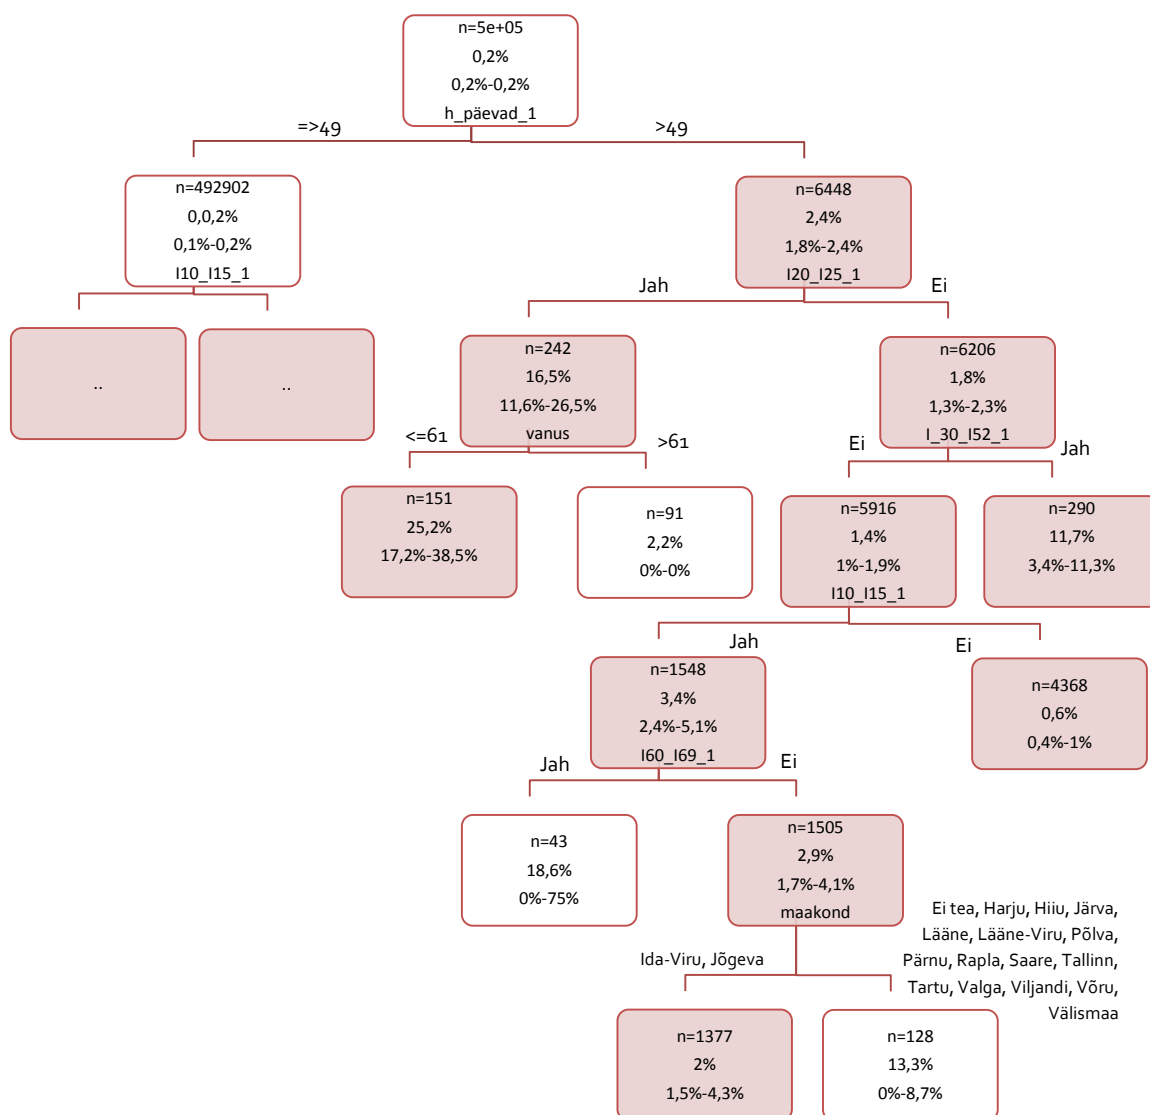 n=5e+05
0,2%
0,2%-0,2%
h_päevad_1
=>49
>49
n=492902
0,0,2%
0,1%-0,2%
I10_I15_1
n=6448
2,4%
1,8%-2,4%
I20_I25_1
Jah
Ei
..
..
n=242
16,5%
11,6%-26,5%
vanus
n=6206
1,8%
1,3%-2,3%
I_30_I52_1
<=61
>61
Ei
Jah
n=151
25,2%
17,2%-38,5%
n=91
2,2%
0%-0%
n=5916
1,4%
1%-1,9%
I10_I15_1
n=290
11,7%
3,4%-11,3%
Jah
Ei
n=1548
3,4%
2,4%-5,1%
I60_I69_1
n=4368
0,6%
0,4%-1%
Jah
Ei
n=43
18,6%
0%-75%
n=1505
2,9%
1,7%-4,1%
maakond
Ida-Viru, Jõgeva
Ei tea, Harju, Hiiu, Järva,
Lääne, Lääne-Viru, Põlva,
Pärnu, Rapla, Saare, Tallinn,
Tartu, Valga, Viljandi, Võru,
Välismaa
n=1377
2%
1,5%-4,3%
n=128
13,3%
0%-8,7%